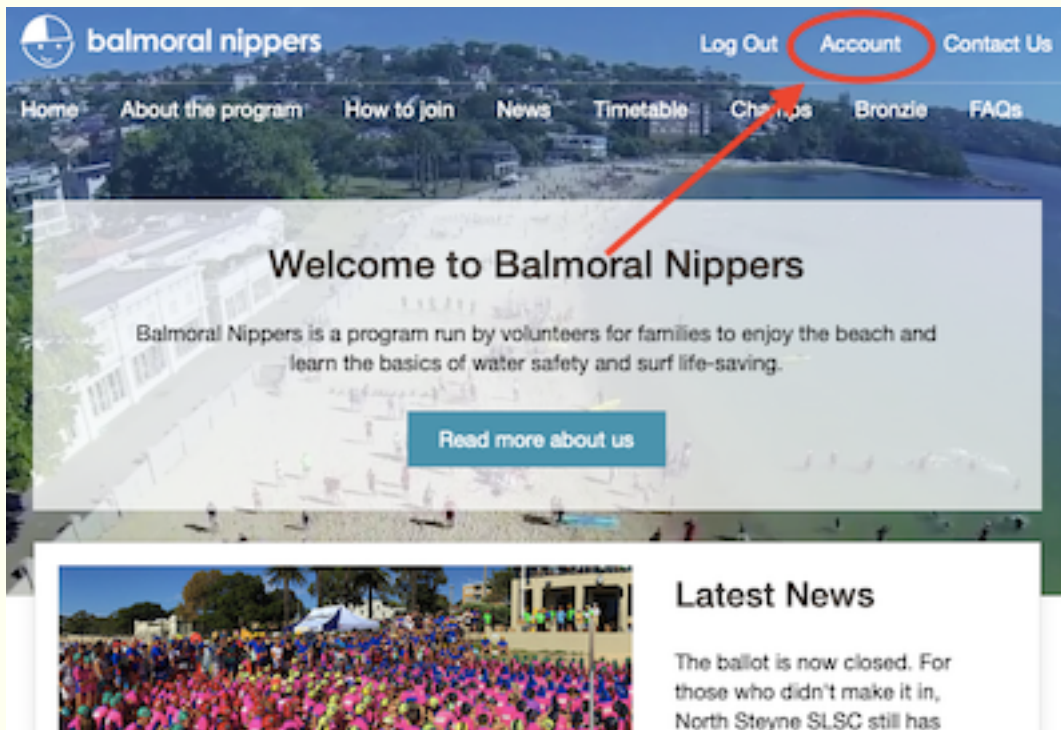 balmoral nippers
Log Out Account Contact Us
Home About the program How to join News Timetable Champs Bronzie FAQs
Welcome to Balmoral Nippers
Balmoral Nippers is a program run by volunteers for families to enjoy the beach and
learn the basics of water safety and surf life-saving.
Read more about us
Latest News
The ballot is now closed. For
those who didn't make it in,
North Steyne SLSC still has